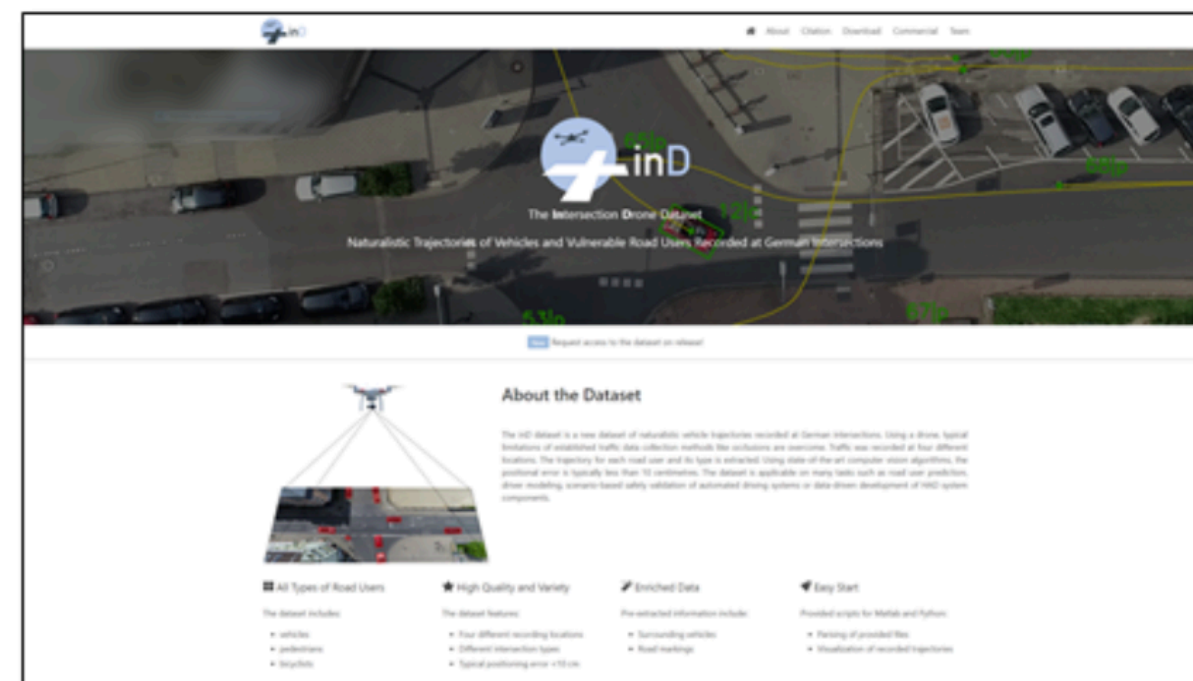 inD
About Citation Download Commercial Team
65|p
inD
12|c
The Intersection Drone Dataset
Naturalistic Trajectories of Vehicles and Vulnerable Road Users Recorded at German Intersections
53|p
67|p
New Request access to the dataset on release!
About the Dataset
The inD dataset is a new dataset of naturalistic vehicle trajectories recorded at German intersections. Using a drone, typical
limitations of established traffic data collection methods like occlusions are overcome. Traffic was recorded at four different
locations. The trajectory for each road user and its type is extracted. Using state-of-the-art computer vision algorithms, the
positional error is typically less than 10 centimetres. The dataset is applicable on many tasks such as road user prediction,
driver modeling, scenario-based safety validation of automated driving systems or data-driven development of HAD system
components.
All Types of Road Users
The dataset includes:
• vehicles
• pedestrians
• bicyclists
High Quality and Variety
The dataset features:
• Four different recording locations
• Different intersection types
• Typical positioning error <10 cm
Enriched Data
Pre-extracted information include:
• Surrounding vehicles
• Road markings
Easy Start
Provided scripts for Matlab and Python:
• Parsing of provided files
• Visualization of recorded trajectories